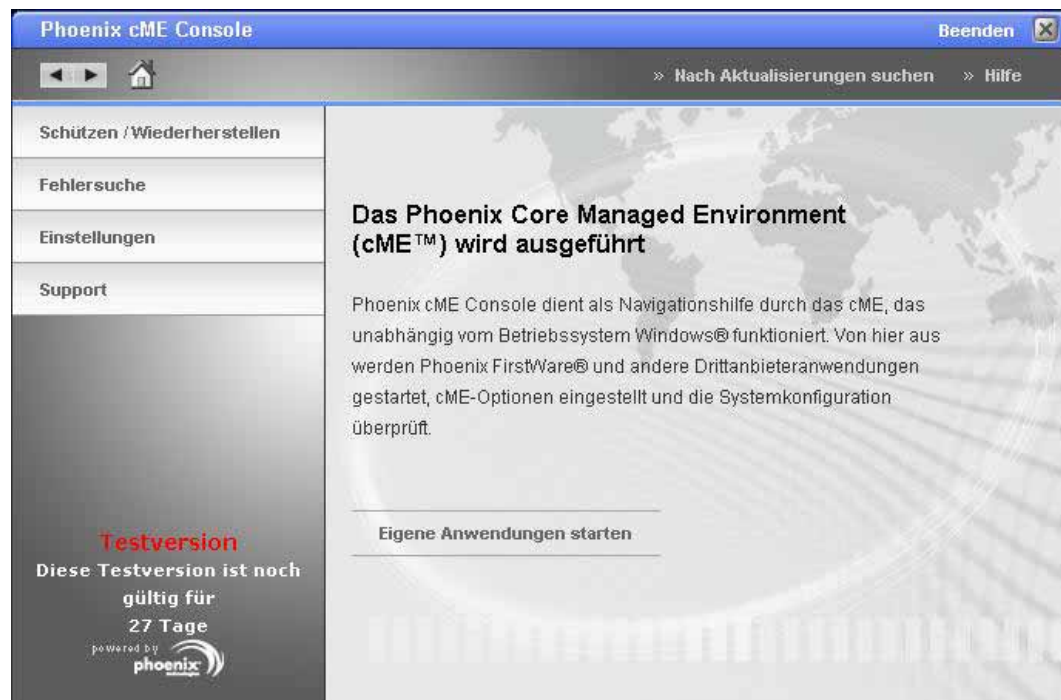 Phoenix cME Console
Beenden
» Nach Aktualisierungen suchen » Hilfe
Schützen / Wiederherstellen
Fehlersuche
Einstellungen
Support
Das Phoenix Core Managed Environment
(cME™) wird ausgeführt
Phoenix cME Console dient als Navigationshilfe durch das cME, das
unabhängig vom Betriebssystem Windows® funktioniert. Von hier aus
werden Phoenix FirstWare® und andere Drittanbieteranwendungen
gestartet, cME-Optionen eingestellt und die Systemkonfiguration
überprüft.
Eigene Anwendungen starten
Testversion
Diese Testversion ist noch
gültig für
27 Tage
powered by
phoenix